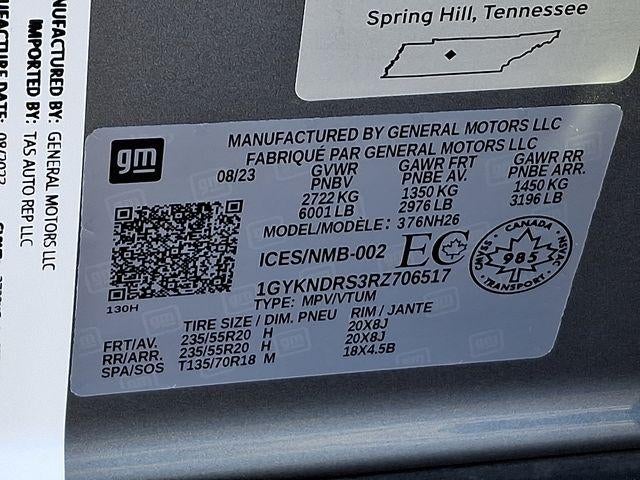 Spring Hill, Tennessee
MANUFACTURED BY: GENERAL MOTORS LLC
IMPORTED BY: TAS AUTO REP LLC
gm
MANUFACTURED BY GENERAL MOTORS LLC
FABRIQUÉ PAR GENERAL MOTORS LLC
08/23 GVWR GAWR FRT GAWR RR
PNBV PNBE AV. PNBE ARR.
2722 KG 1350 KG 1450 KG
6001 LB 2976 LB 3196 LB
MODEL/MODÈLE: 376NH26
ICES/NMB-002 EC
CANADA
985
TRANSPORT
1GYKNDRS3RZ706517
TYPE: MPV/VTUM
130H
TIRE SIZE / DIM. PNEU RIM / JANTE
FRT/AV. 235/55R20 H 20X8J
RR/ARR. 235/55R20 H 20X8J
SPA/SOS T135/70R18 M 18X4.5B